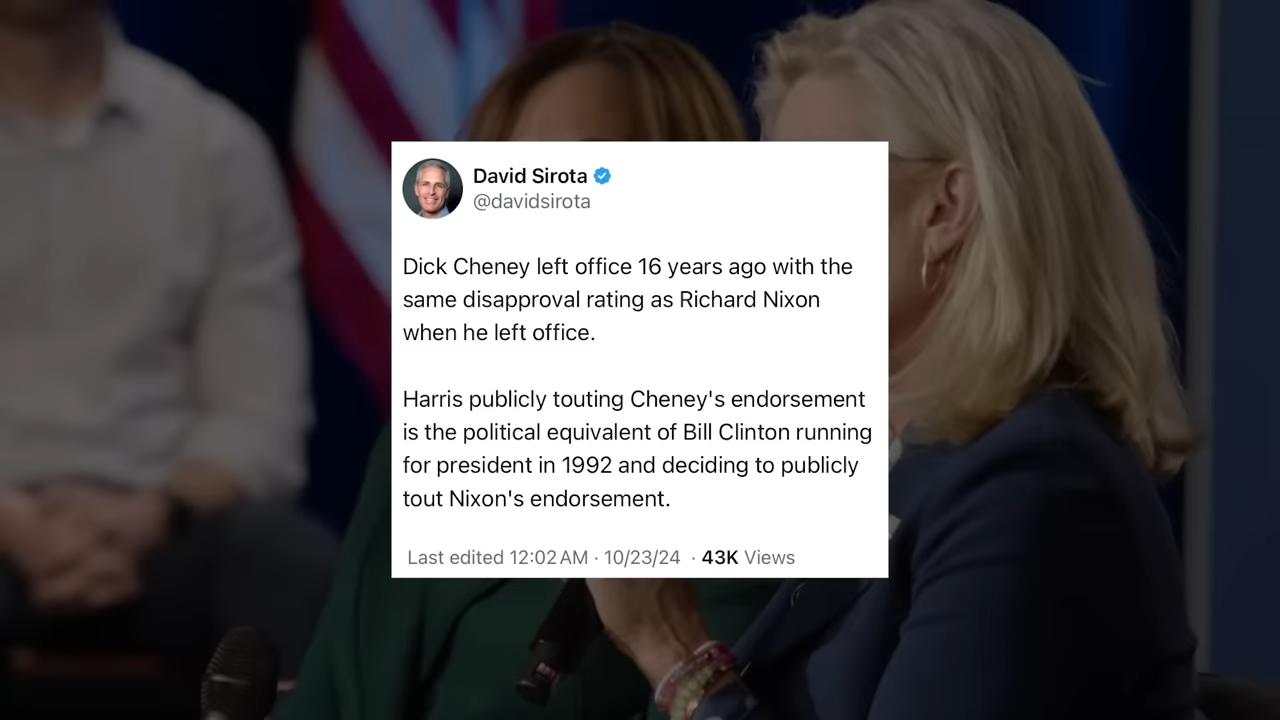 David Sirota
@davidsirota
Dick Cheney left office 16 years ago with the
same disapproval rating as Richard Nixon
when he left office.
Harris publicly touting Cheney's endorsement
is the political equivalent of Bill Clinton running
for president in 1992 and deciding to publicly
tout Nixon's endorsement.
Last edited 12:02 AM · 10/23/24 · 43K Views